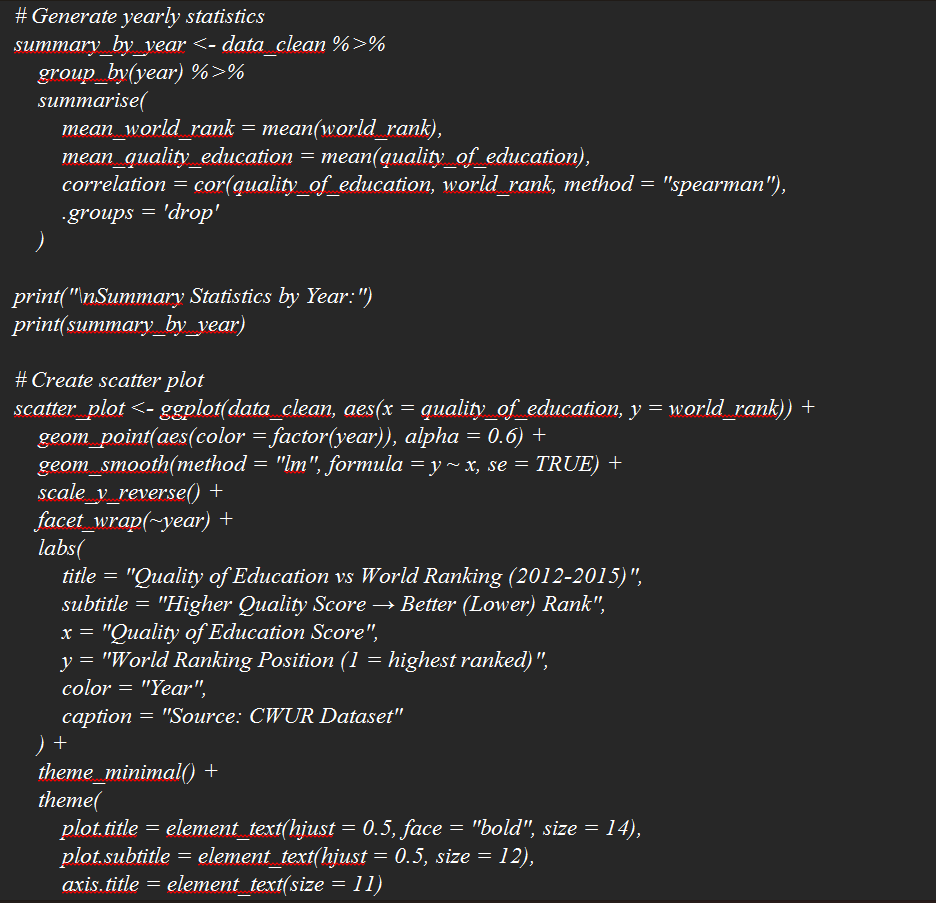 # Generate yearly statistics
summary_by_year <- data_clean %>%
group_by(year) %>%
summarise(
mean_world_rank = mean(world_rank),
mean_quality_education = mean(quality_of_education),
correlation = cor(quality_of_education, world_rank, method = "spearman"),
.groups = 'drop'
)
print("\nSummary Statistics by Year:")
print(summary_by_year)
# Create scatter plot
scatter_plot <- ggplot(data_clean, aes(x = quality_of_education, y = world_rank)) +
geom_point(aes(color = factor(year)), alpha = 0.6) +
geom_smooth(method = "lm", formula = y ~ x, se = TRUE) +
scale_y_reverse() +
facet_wrap(~year) +
labs(
title = "Quality of Education vs World Ranking (2012-2015)",
subtitle = "Higher Quality Score → Better (Lower) Rank",
x = "Quality of Education Score",
y = "World Ranking Position (1 = highest ranked)",
color = "Year",
caption = "Source: CWUR Dataset"
) +
theme_minimal() +
theme(
plot.title = element_text(hjust = 0.5, face = "bold", size = 14),
plot.subtitle = element_text(hjust = 0.5, size = 12),
axis.title = element_text(size = 11)